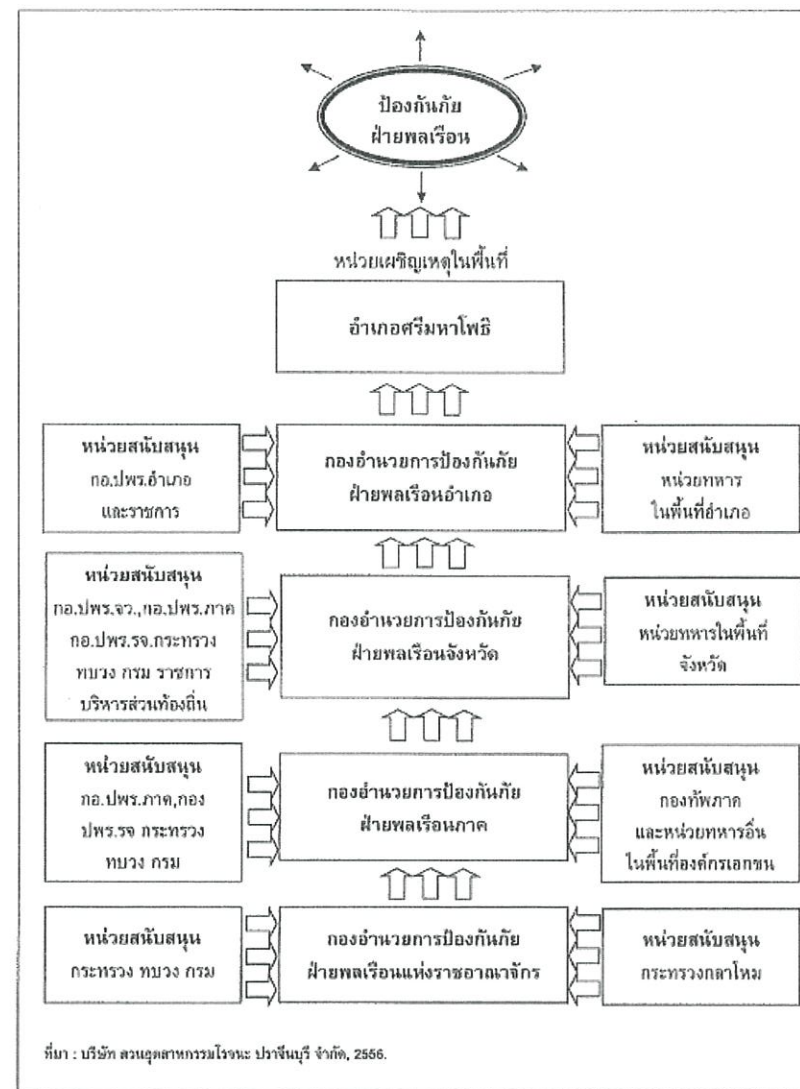 ป้องกันภัย
ฝ่ายพลเรือน
หน่วยเผชิญเหตุในพื้นที่
อำเภอศรีมหาโพธิ
หน่วยสนับสนุน
กอ.ปพร.อำเภอ
และราชการ
กองอำนวยการป้องกันภัย
ฝ่ายพลเรือนอำเภอ
หน่วยสนับสนุน
หน่วยทหาร
ในพื้นที่อำเภอ
หน่วยสนับสนุน
กอ.ปพร.จว.,กอ.ปพร.ภาค
กอ.ปพร.รจ.กระทรวง
ทบวง กรม ราชการ
บริหารส่วนท้องถิ่น
กองอำนวยการป้องกันภัย
ฝ่ายพลเรือนจังหวัด
หน่วยสนับสนุน
หน่วยทหารในพื้นที่
จังหวัด
หน่วยสนับสนุน
กอ.ปพร.ภาค,กอง
ปพร.รจ กระทรวง
ทบวง กรม
กองอำนวยการป้องกันภัย
ฝ่ายพลเรือนภาค
หน่วยสนับสนุน
กองทัพภาค
และหน่วยทหารอื่น
ในพื้นที่องค์กรเอกชน
หน่วยสนับสนุน
กระทรวง ทบวง กรม
กองอำนวยการป้องกันภัย
ฝ่ายพลเรือนแห่งราชอาณาจักร
หน่วยสนับสนุน
กระทรวงกลาโหม
ที่มา : บริษัท สวนอุตสาหกรรมโรจนะ ปราจีนบุรี จำกัด, 2556.